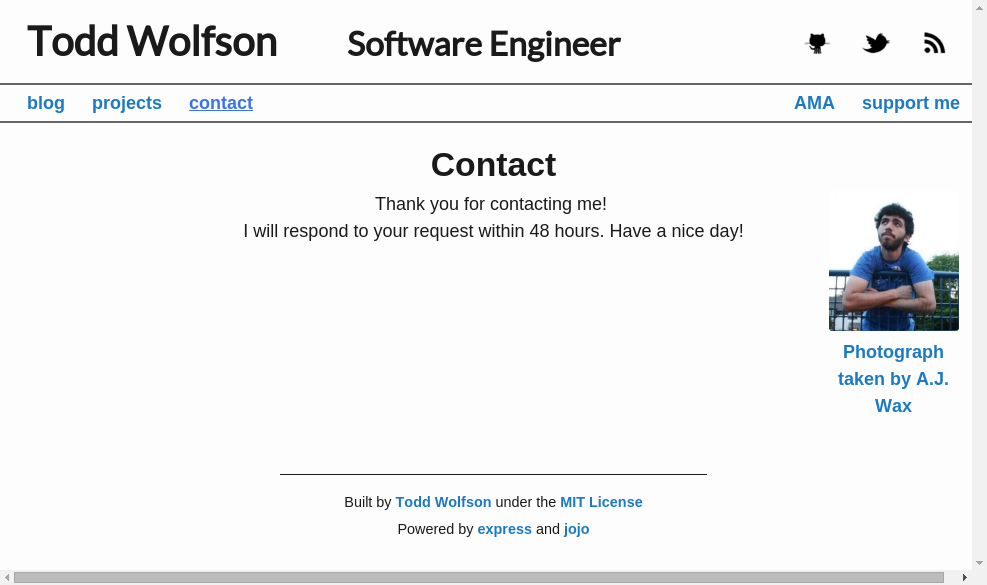 Todd Wolfson Software Engineer
blog projects contact AMA support me
Contact
Thank you for contacting me!
I will respond to your request within 48 hours. Have a nice day!
Photograph
taken by A.J.
Wax
Built by Todd Wolfson under the MIT License
Powered by express and jojo